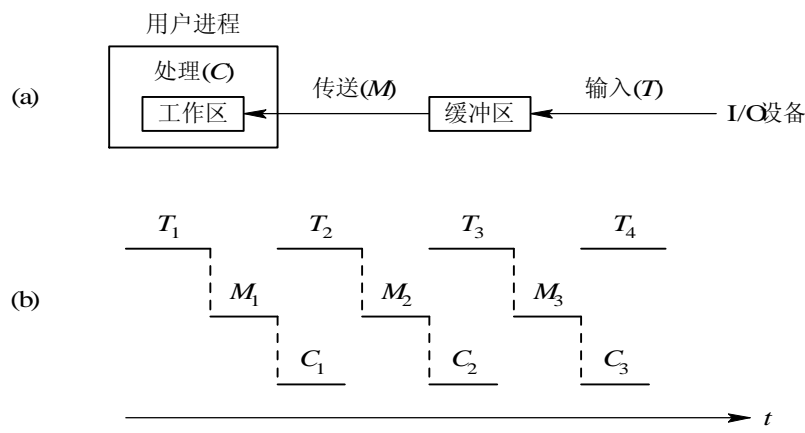 用户进程
处理(C)
(a)
传送(M)
输入(T)
工作区
缓冲区
I/O设备
T1 T2 T3 T4
(b)
M1 M2 M3
C1 C2 C3
t